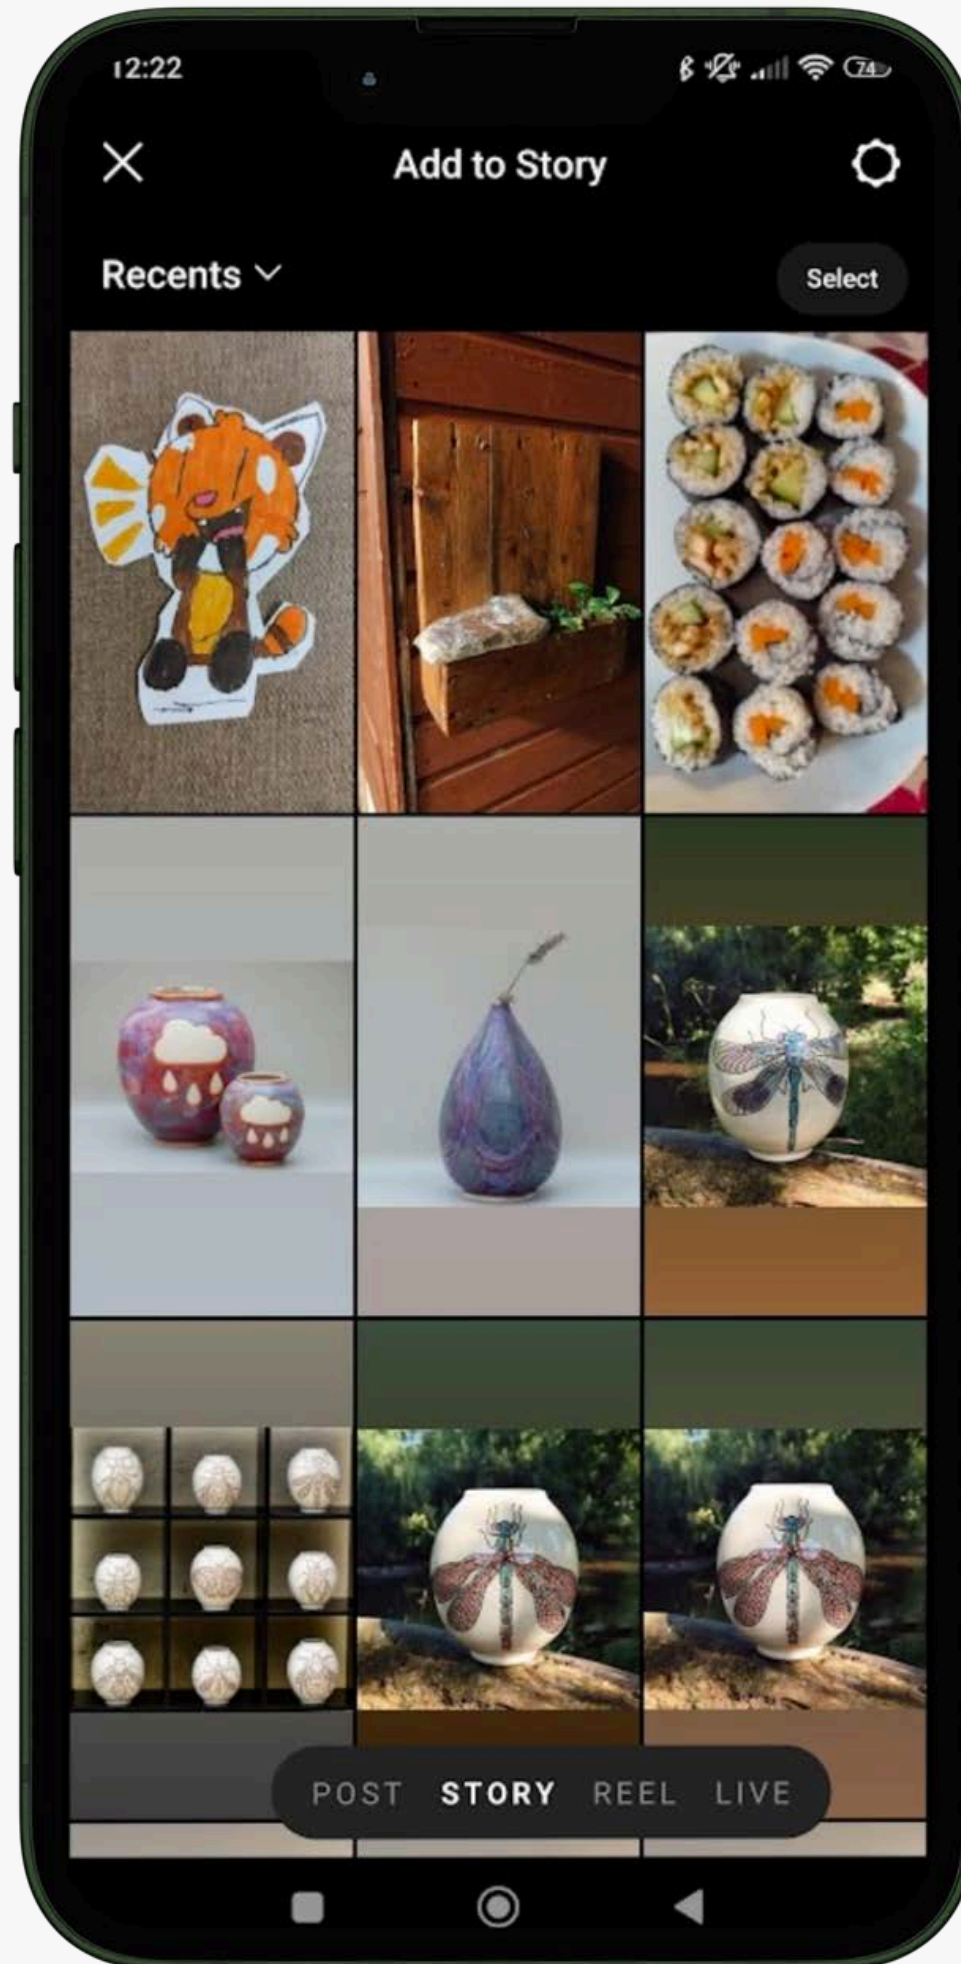 12:22
74
Add to Story
Recents
Select
POST STORY REEL LIVE